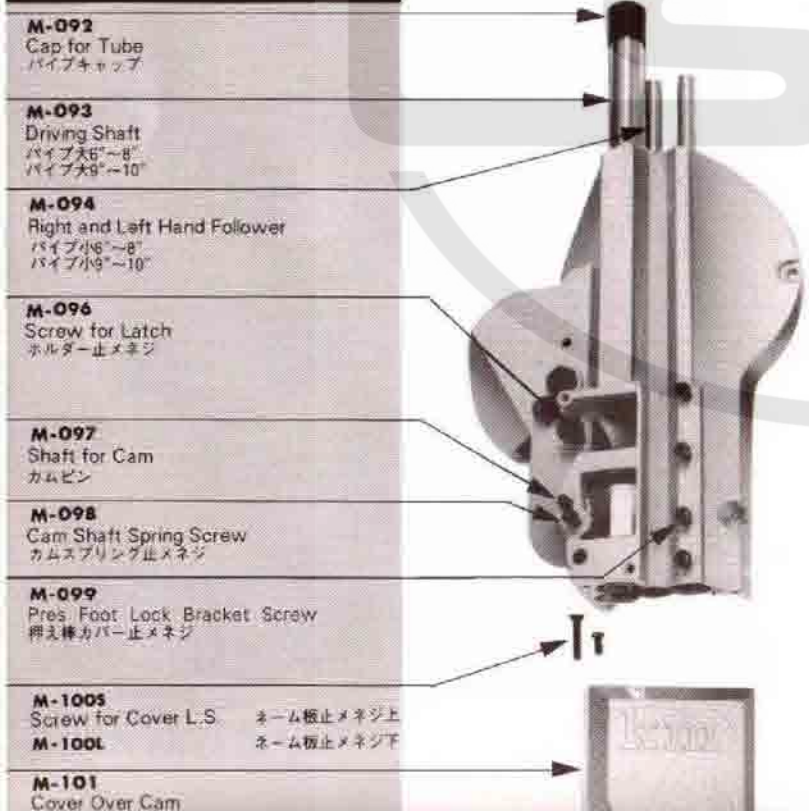 M-092
Cap for Tube
パイプキャップ
M-093
Driving Shaft
パイプ大6"〜8"
パイプ大9"〜10"
M-094
Right and Left Hand Follower
パイプ小6"〜8"
パイプ小9"〜10"
M-096
Screw for Latch
ホルダー止メネジ
M-097
Shaft for Cam
カムピン
M-098
Cam Shaft Spring Screw
カムスプリング止メネジ
M-099
Pres Foot Lock Bracket Screw
押え棒カバー止メネジ
M-100S
Screw for Cover L.S ネーム板止メネジ上
M-100L ネーム板止メネジ下
M-101
Cover Over Cam
km